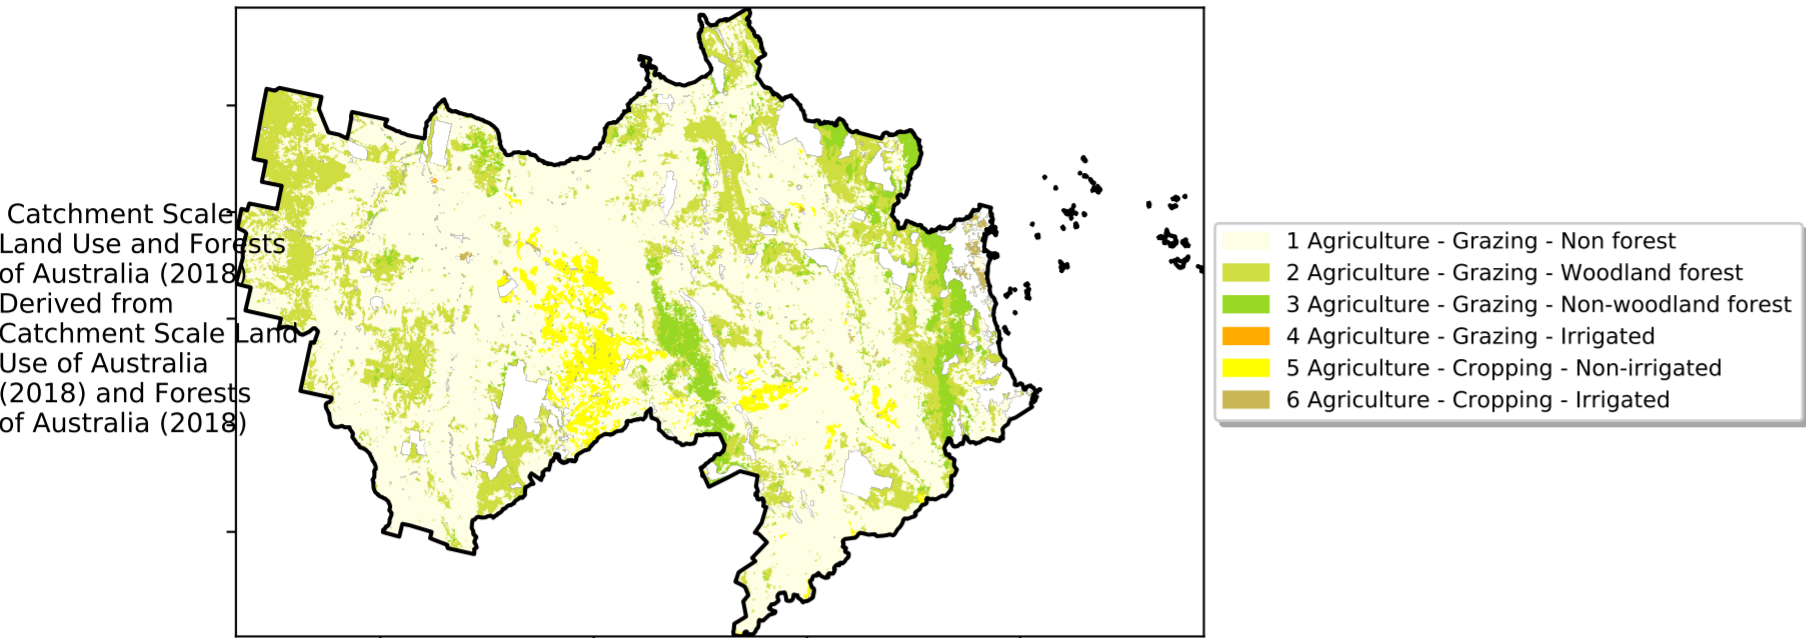 Catchment Scale
Land Use and Forests
of Australia (2018)
Derived from
Catchment Scale Land
Use of Australia
(2018) and Forests
of Australia (2018)
1 Agriculture - Grazing - Non forest
2 Agriculture - Grazing - Woodland forest
3 Agriculture - Grazing - Non-woodland forest
4 Agriculture - Grazing - Irrigated
5 Agriculture - Cropping - Non-irrigated
6 Agriculture - Cropping - Irrigated